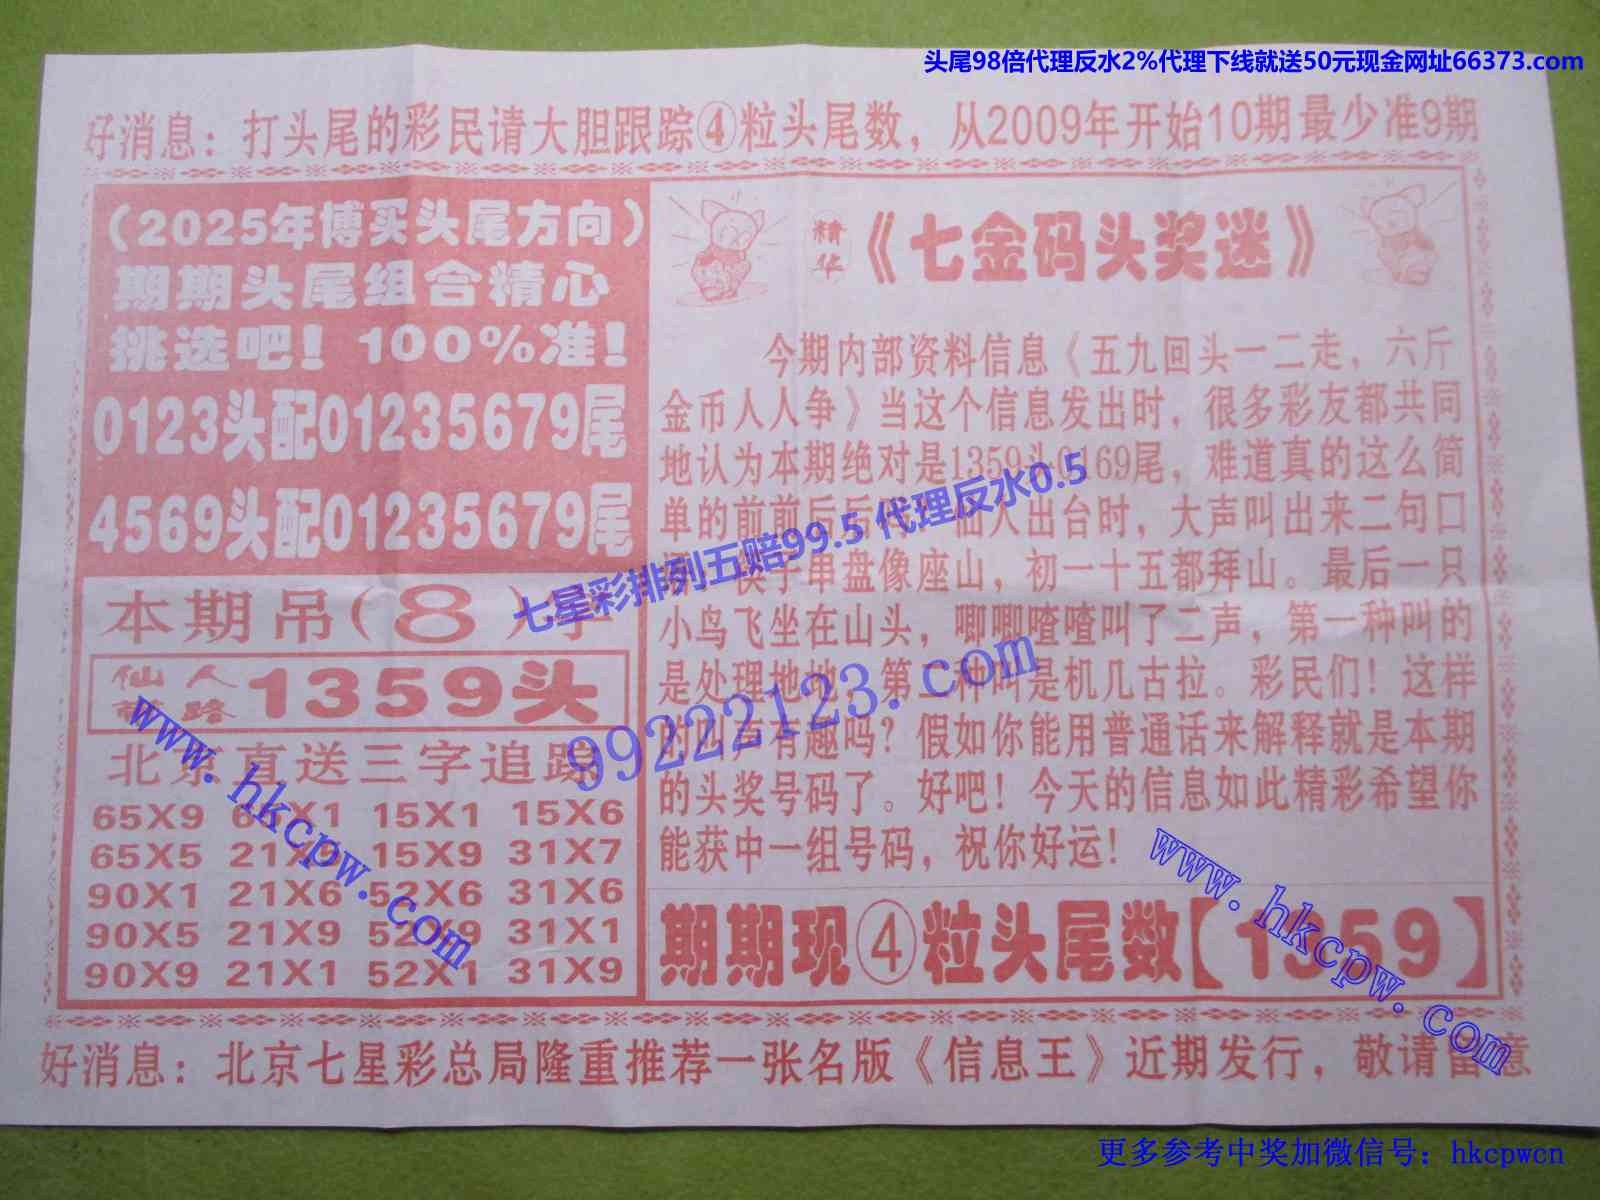 头尾98倍代理反水2%代理下线就送50元现金网址66373.com
好消息：打头尾的彩民请大胆跟踪④粒头尾数，从2009年开始10期最少准9期
（2025年博买头尾方向）
期期头尾组合精心
挑选吧！100%准！
0123头配01235679尾
4569头配01235679尾
本期吊（8）字
仙人
路 1359头
北京直送三字追踪
65X9 6 X1 15X1 15X6
65X5 21X 15X9 31X7
90X1 21X6 52X6 31X6
90X5 21X9 52X9 31X1
90X9 21X1 52X1 31X9
精华《七金码头奖迷》
今期内部资料信息《五九回头一二走，六斤
金币人人争》当这个信息发出时，很多彩友都共同
地认为本期绝对是1359头0169尾，难道真的这么简
单的前前后后 仙人出台时，大声叫出来二句口
子串盘像座山，初一十五都拜山。最后一只
小鸟飞坐在山头，唧唧喳喳叫了二声，第一种叫的
是处理地地，第二种叫是机几古拉。彩民们！这样
的叫声有趣吗？假如你能用普通话来解释就是本期
的头奖号码了。好吧！今天的信息如此精彩希望你
能获中一组号码，祝你好运！
期期现④粒头尾数【1359】
好消息：北京七星彩总局隆重推荐一张名版《信息王》近期发行，敬请留意
七星彩排列五赔99.5 代理反水0.5
99222123.com
www.hkcpw.com
www.hkcpw.com
更多参考中奖加微信号：hkcpwcn